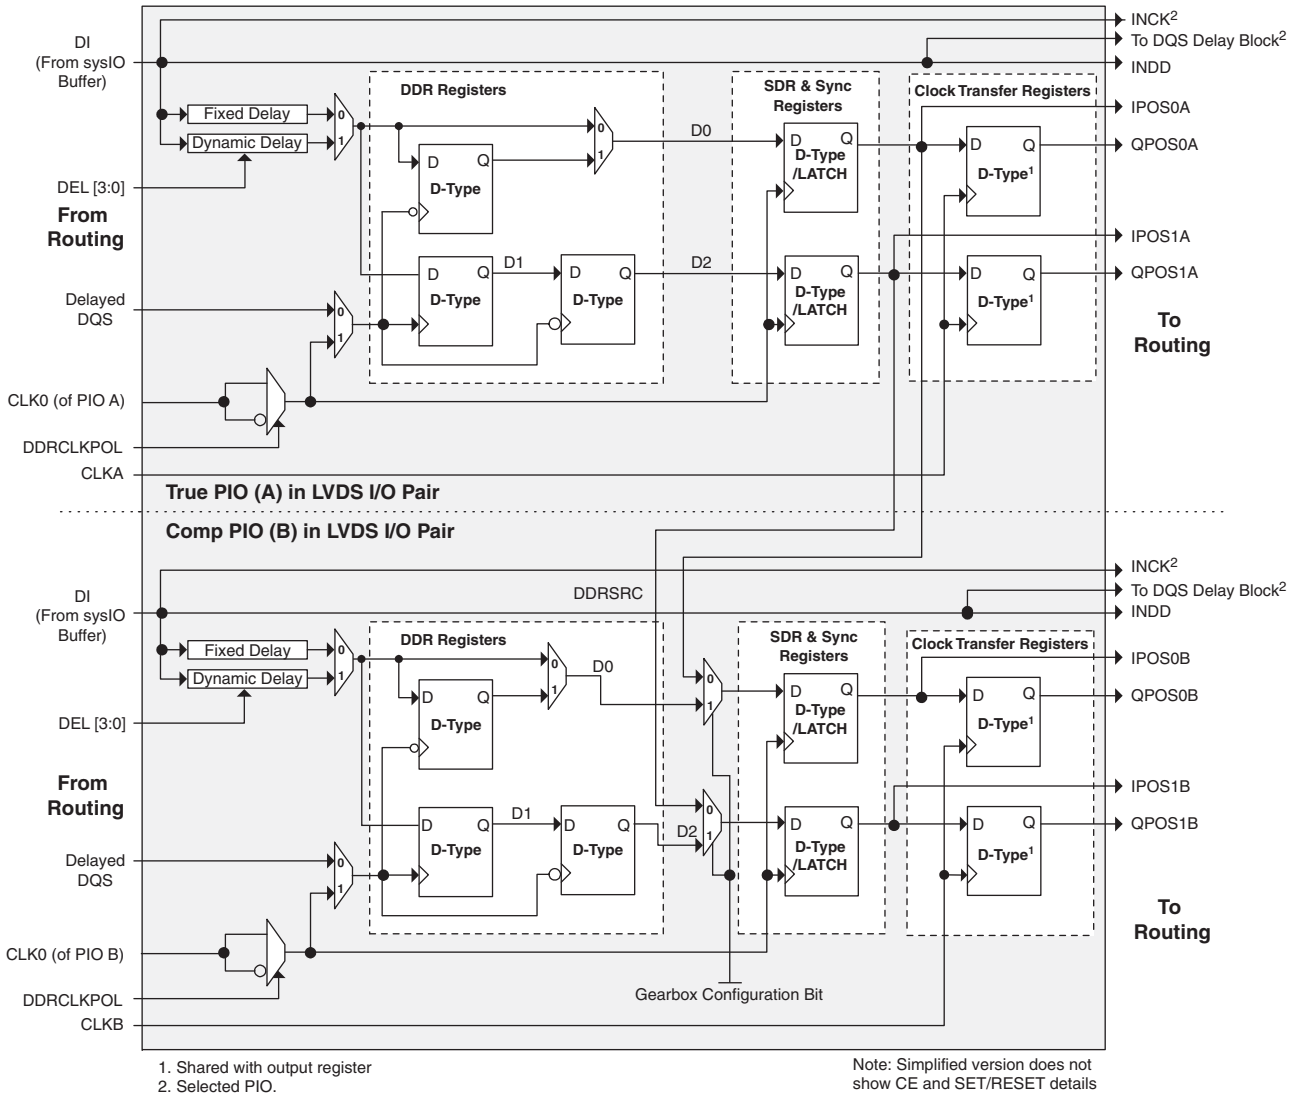 DI
(From sysIO
Buffer)
INCK2
To DQS Delay Block2
INDD
DDR Registers
SDR & Sync
Registers
Clock Transfer Registers
Fixed Delay
0
Dynamic Delay
1
0
1
D0
IPOS0A
D Q
D-Type
D Q
D-Type
/LATCH
D Q
D-Type1
QPOS0A
DEL [3:0]
From
Routing
IPOS1A
D Q
D-Type
D1
D Q
D-Type
D2
D Q
D-Type
/LATCH
D Q
D-Type1
QPOS1A
Delayed
DQS
0
1
To
Routing
CLK0 (of PIO A)
DDRCLKPOL
CLKA
True PIO (A) in LVDS I/O Pair
Comp PIO (B) in LVDS I/O Pair
DI
(From sysIO
Buffer)
DDRSRC
INCK2
To DQS Delay Block2
INDD
DDR Registers
SDR & Sync
Registers
Clock Transfer Registers
Fixed Delay
0
Dynamic Delay
1
0
1
D0
0
1
IPOS0B
D Q
D-Type
D Q
D-Type
/LATCH
D Q
D-Type1
QPOS0B
DEL [3:0]
From
Routing
IPOS1B
D Q
D-Type
D1
D Q
D-Type
D2
0
1
D Q
D-Type
/LATCH
D Q
D-Type1
QPOS1B
Delayed
DQS
0
1
To
Routing
CLK0 (of PIO B)
DDRCLKPOL
Gearbox Configuration Bit
CLKB
1. Shared with output register
2. Selected PIO.
Note: Simplified version does not
show CE and SET/RESET details